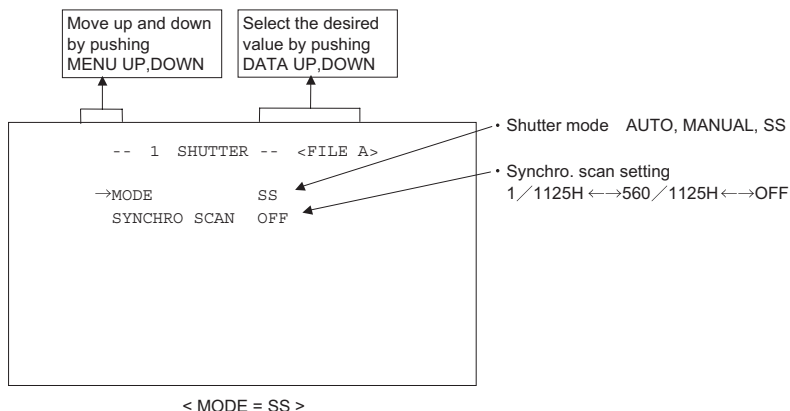 Move up and down
by pushing
MENU UP,DOWN
Select the desired
value by pushing
DATA UP,DOWN
-- 1 SHUTTER -- <FILE A>
→MODE SS
SYNCHRO SCAN OFF
・Shutter mode AUTO, MANUAL, SS
・Synchro. scan setting
1／1125H ←→560／1125H←→OFF
< MODE = SS >